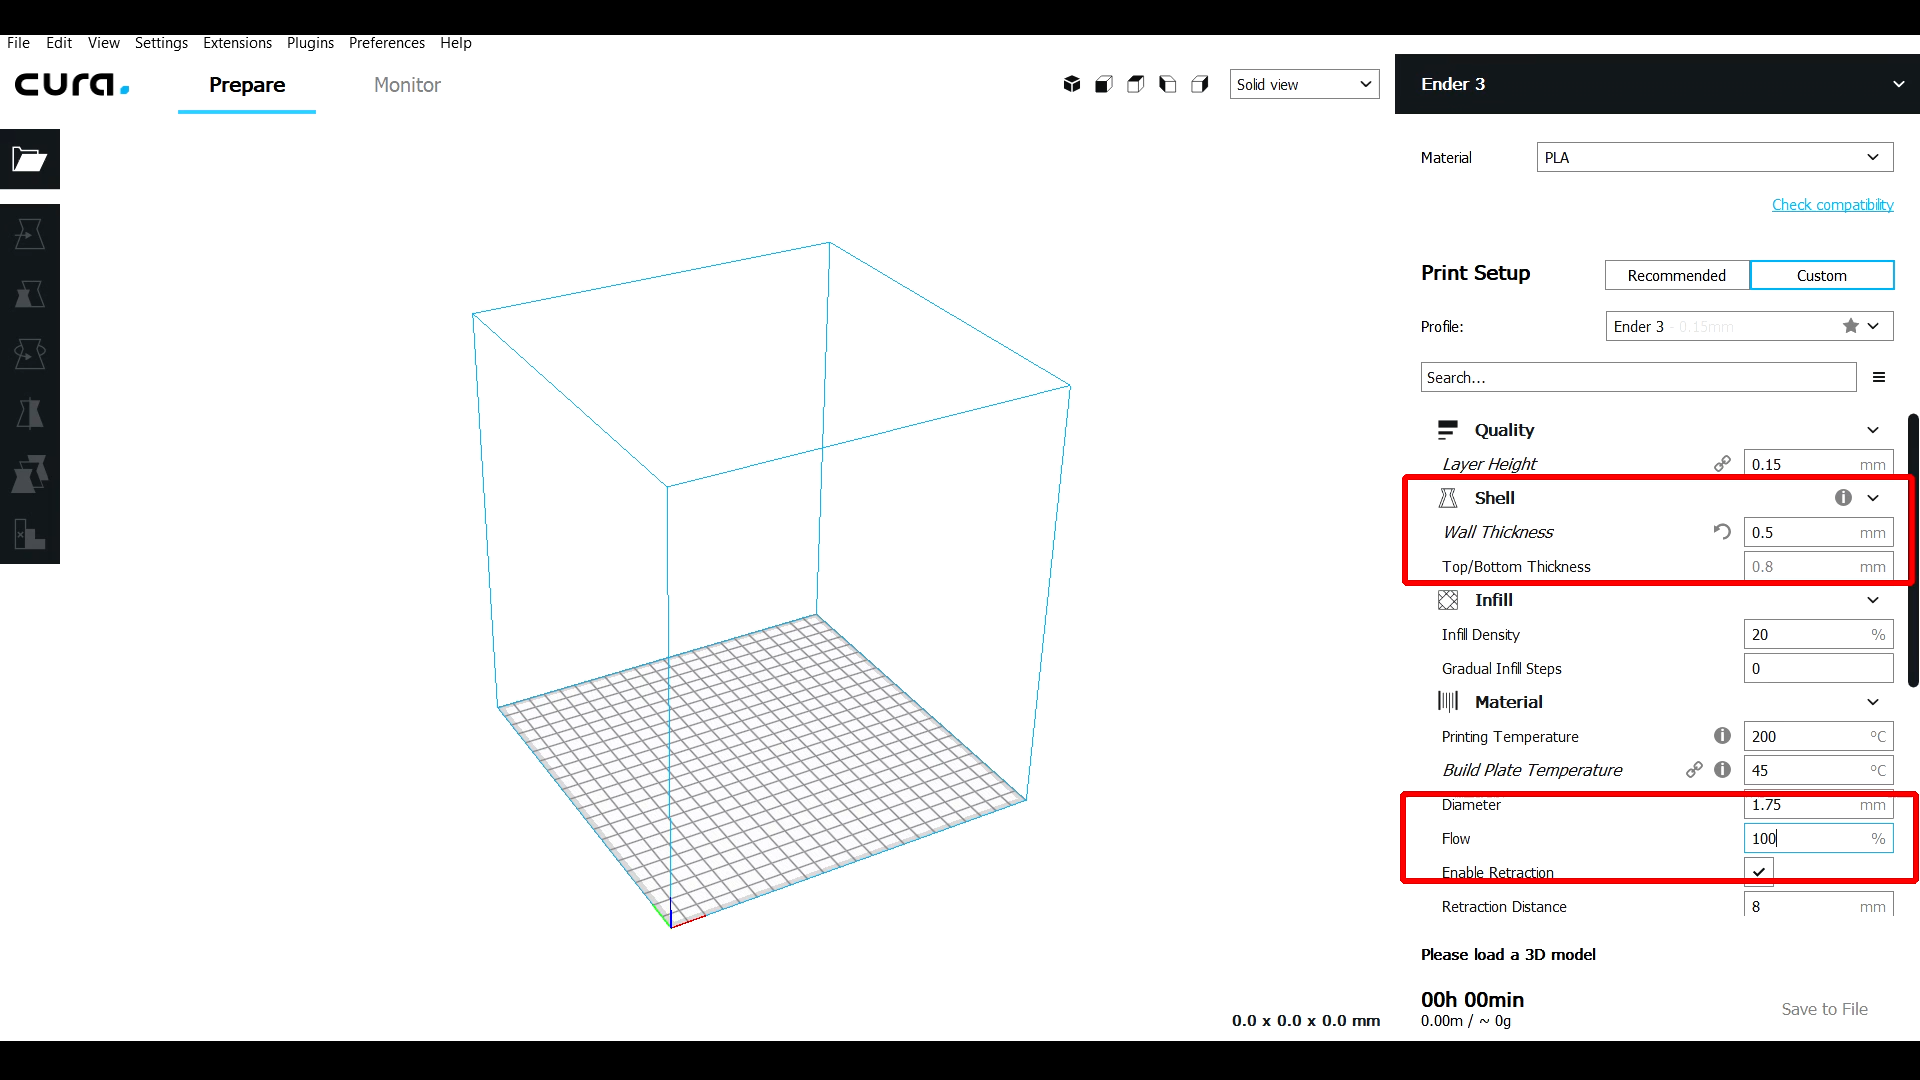 File Edit View Settings Extensions Plugins Preferences Help
cura.
Prepare Monitor
Solid view
Ender 3
Material PLA
Check compatibility
Print Setup Recommended Custom
Profile: Ender 3 - 0.15mm
Search...
Quality
Layer Height 0.15 mm
Shell
Wall Thickness 0.5 mm
Top/Bottom Thickness 0.8 mm
Infill
Infill Density 20 %
Gradual Infill Steps 0
Material
Printing Temperature 200 °C
Build Plate Temperature 45 °C
Diameter 1.75 mm
Flow 100 %
Enable Retraction
Retraction Distance 8 mm
Please load a 3D model
00h 00min
0.00m / ~ 0g
Save to File
0.0 x 0.0 x 0.0 mm